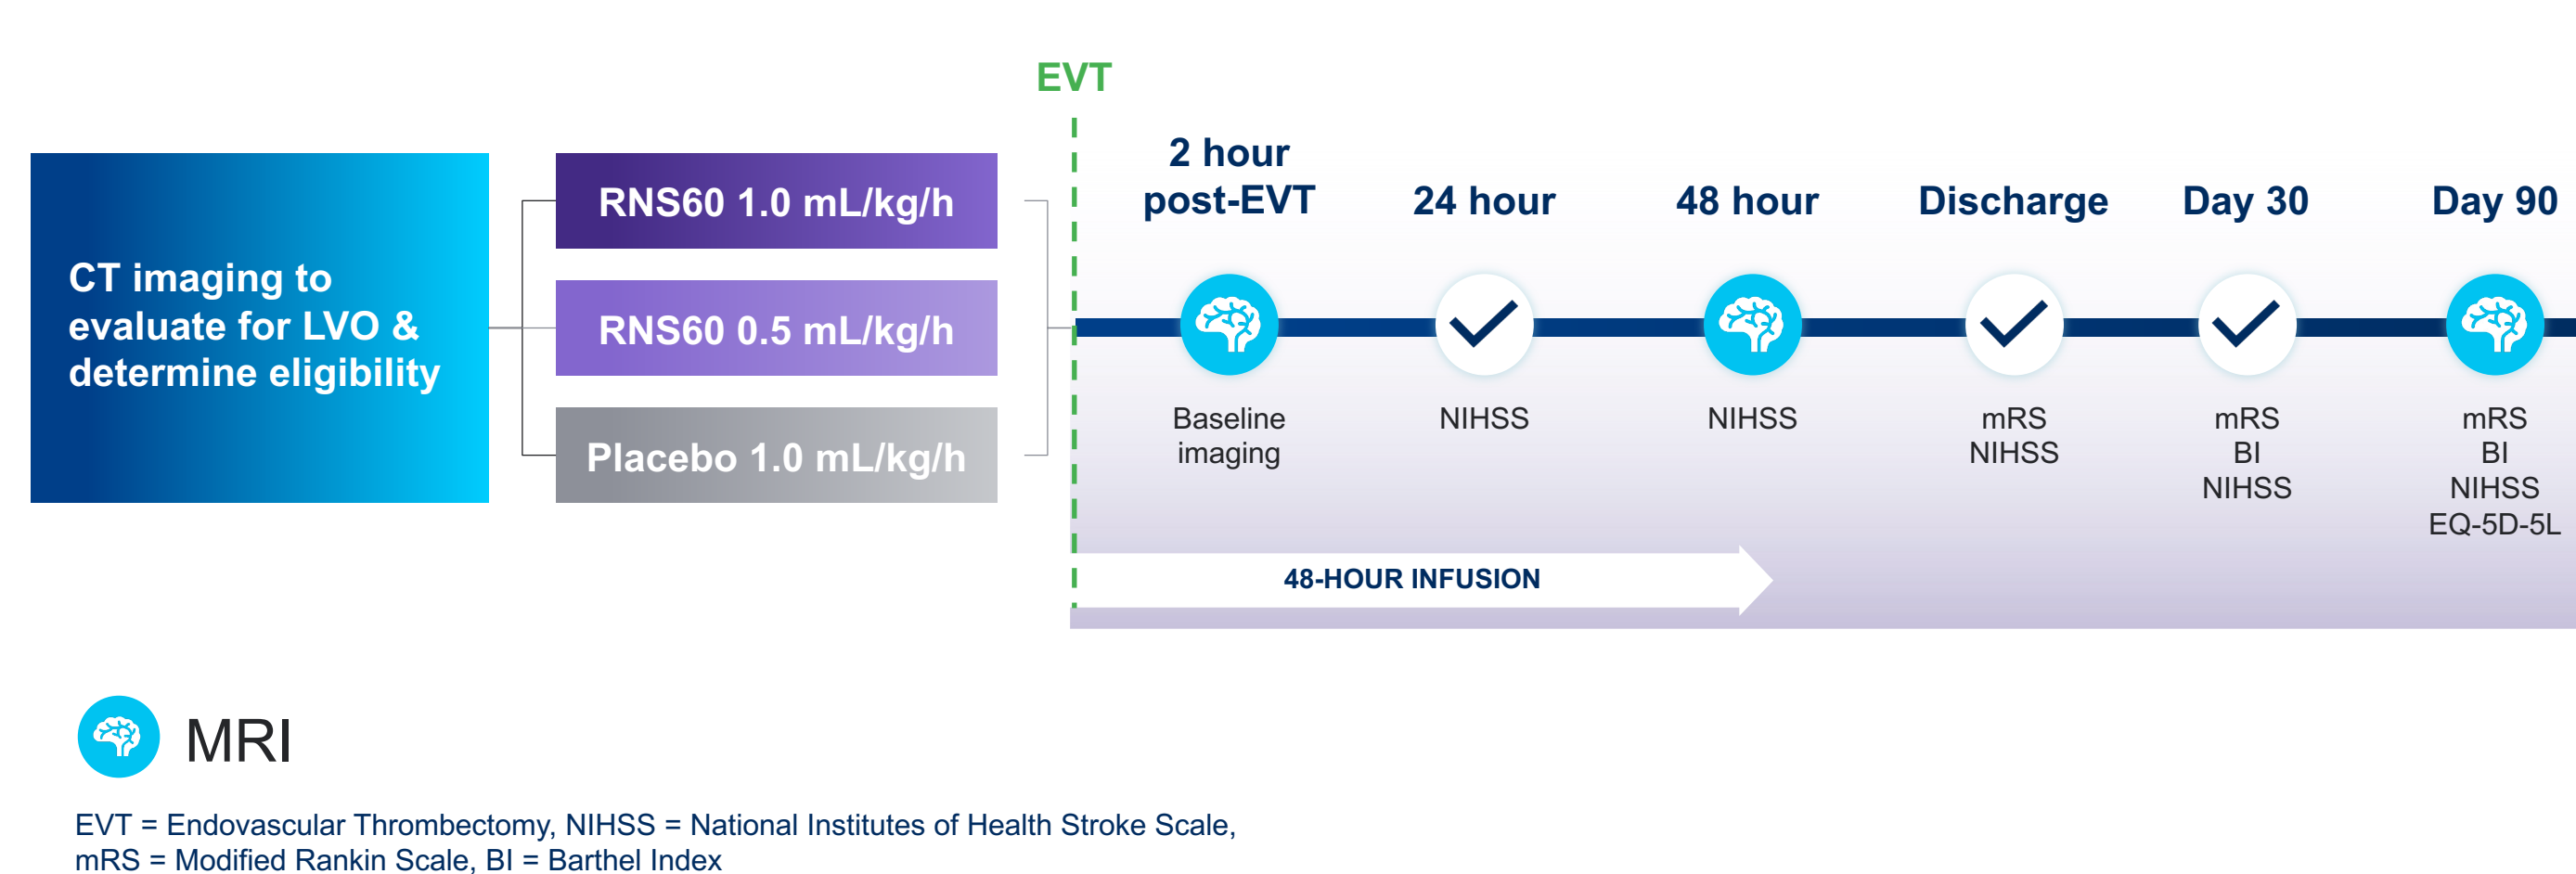 EVT
CT imaging to
evaluate for LVO &
determine eligibility
RNS60 1.0 mL/kg/h
RNS60 0.5 mL/kg/h
Placebo 1.0 mL/kg/h
2 hour
post-EVT
24 hour
48 hour
Discharge
Day 30
Day 90
Baseline
imaging
NIHSS
NIHSS
mRS
NIHSS
mRS
BI
NIHSS
mRS
BI
NIHSS
EQ-5D-5L
48-HOUR INFUSION
MRI
EVT = Endovascular Thrombectomy, NIHSS = National Institutes of Health Stroke Scale,
mRS = Modified Rankin Scale, BI = Barthel Index